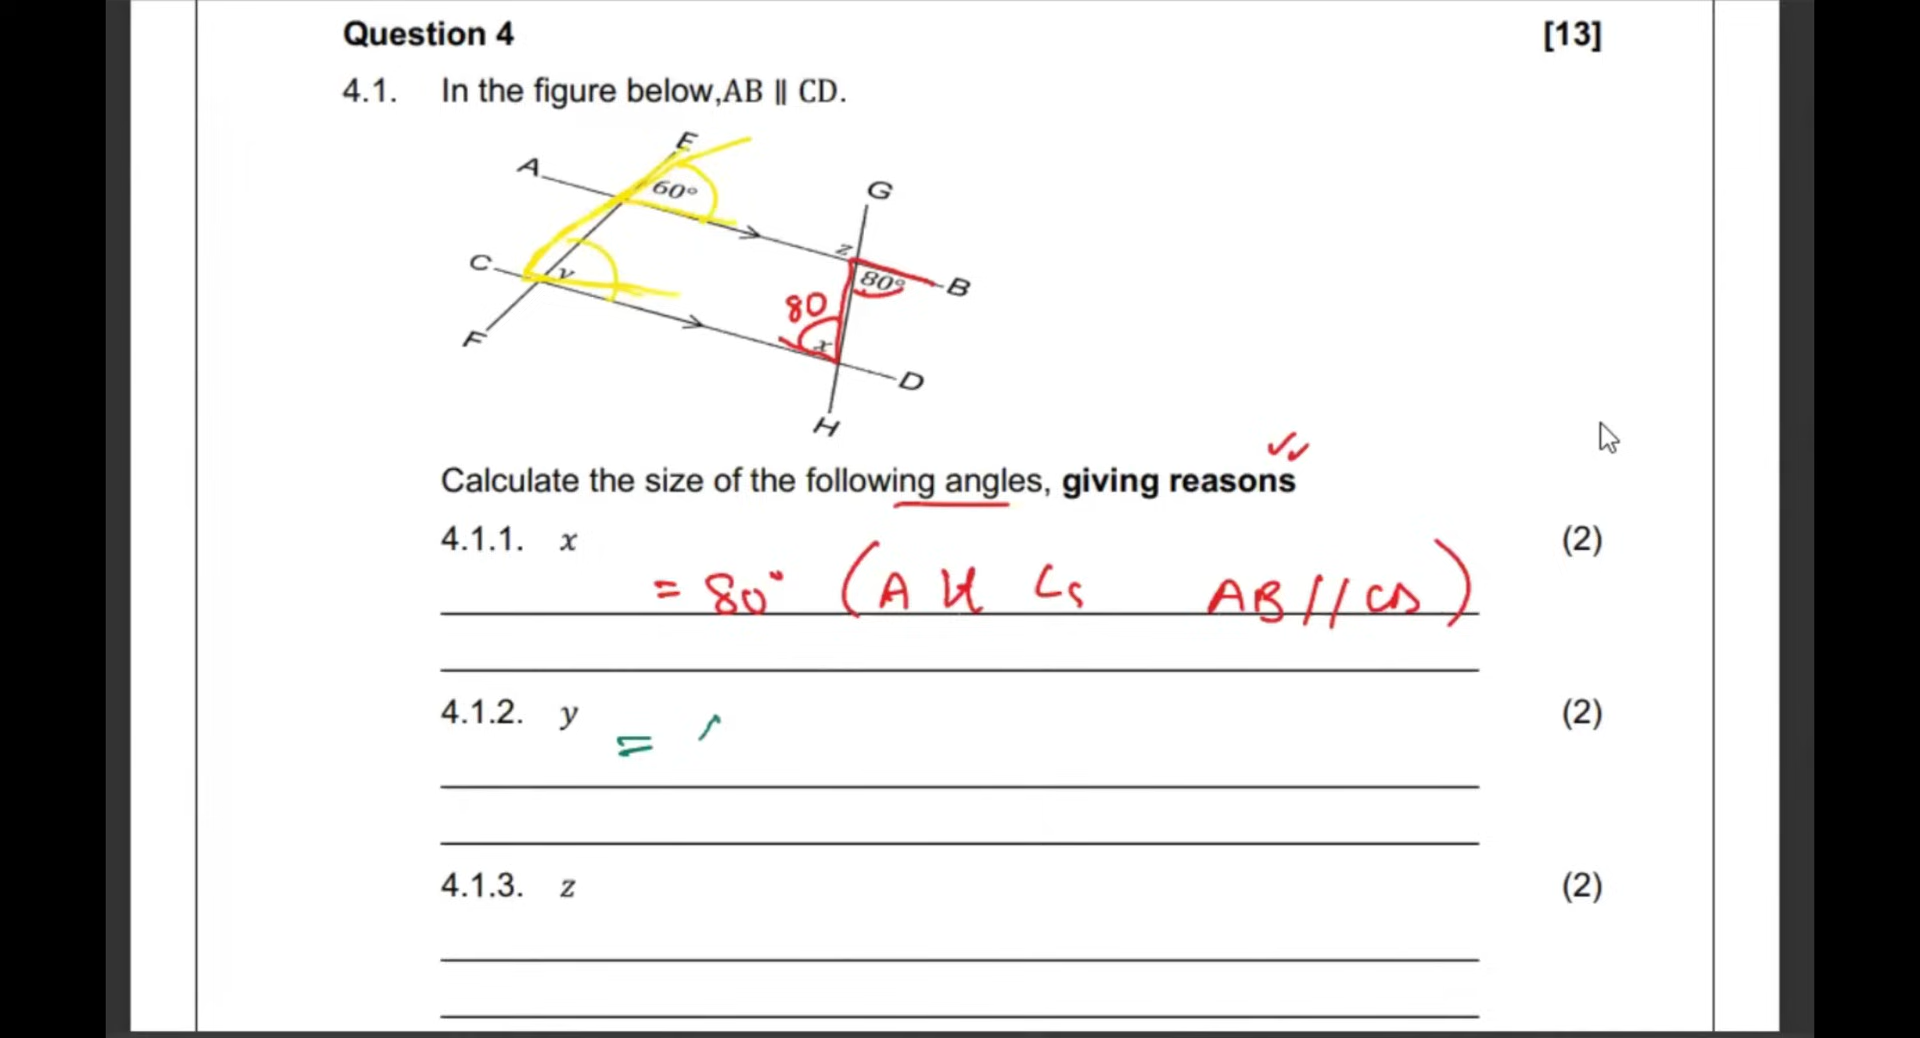 Question 4 [13]
4.1. In the figure below,AB ∥ CD.
E
A
60°
G
z
C
y
80°
B
80
x
F
D
H
Calculate the size of the following angles, giving reasons
4.1.1. x (2)
= 80° (A
∠s AB // CD)
4.1.2. y (2)
=
4.1.3. z (2)